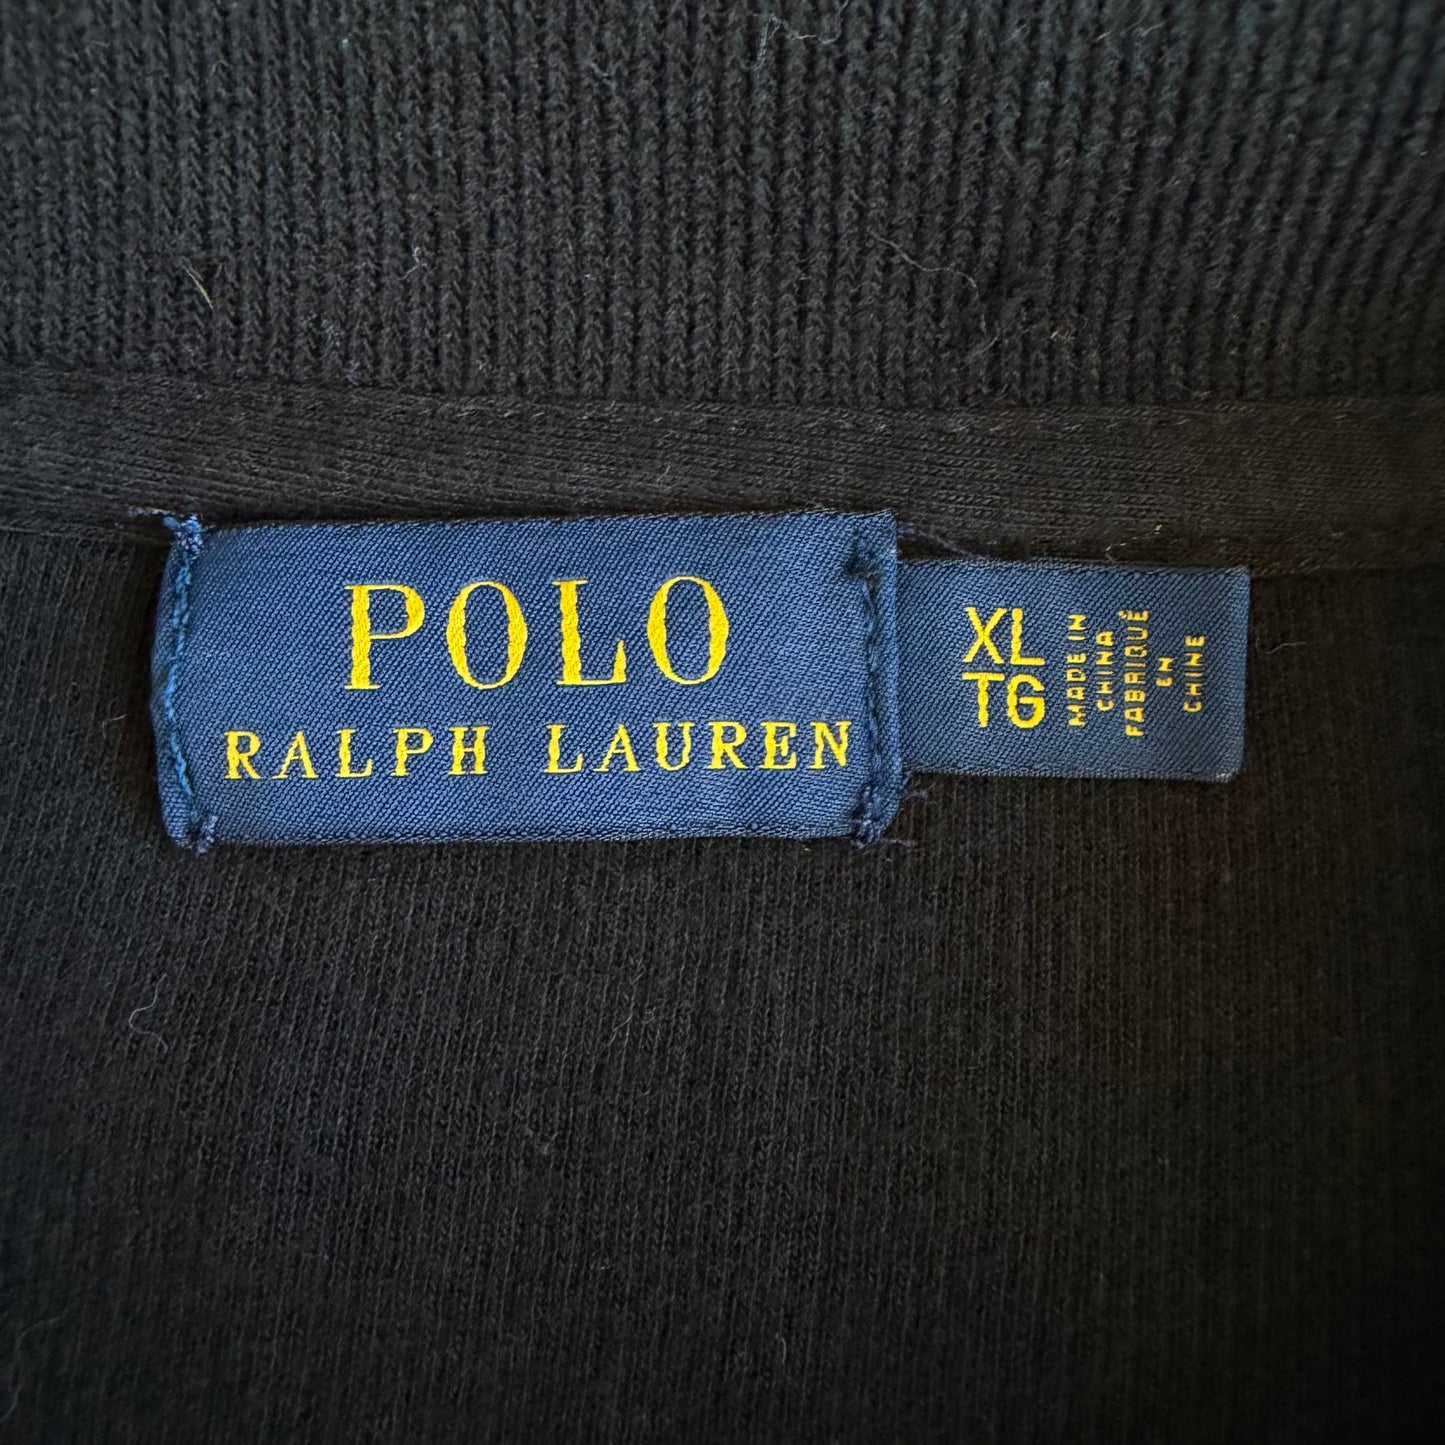 POLO
RALPH LAUREN
XL
TG
MADE IN
CHINA
FABRIQUÉ
EN
CHINE